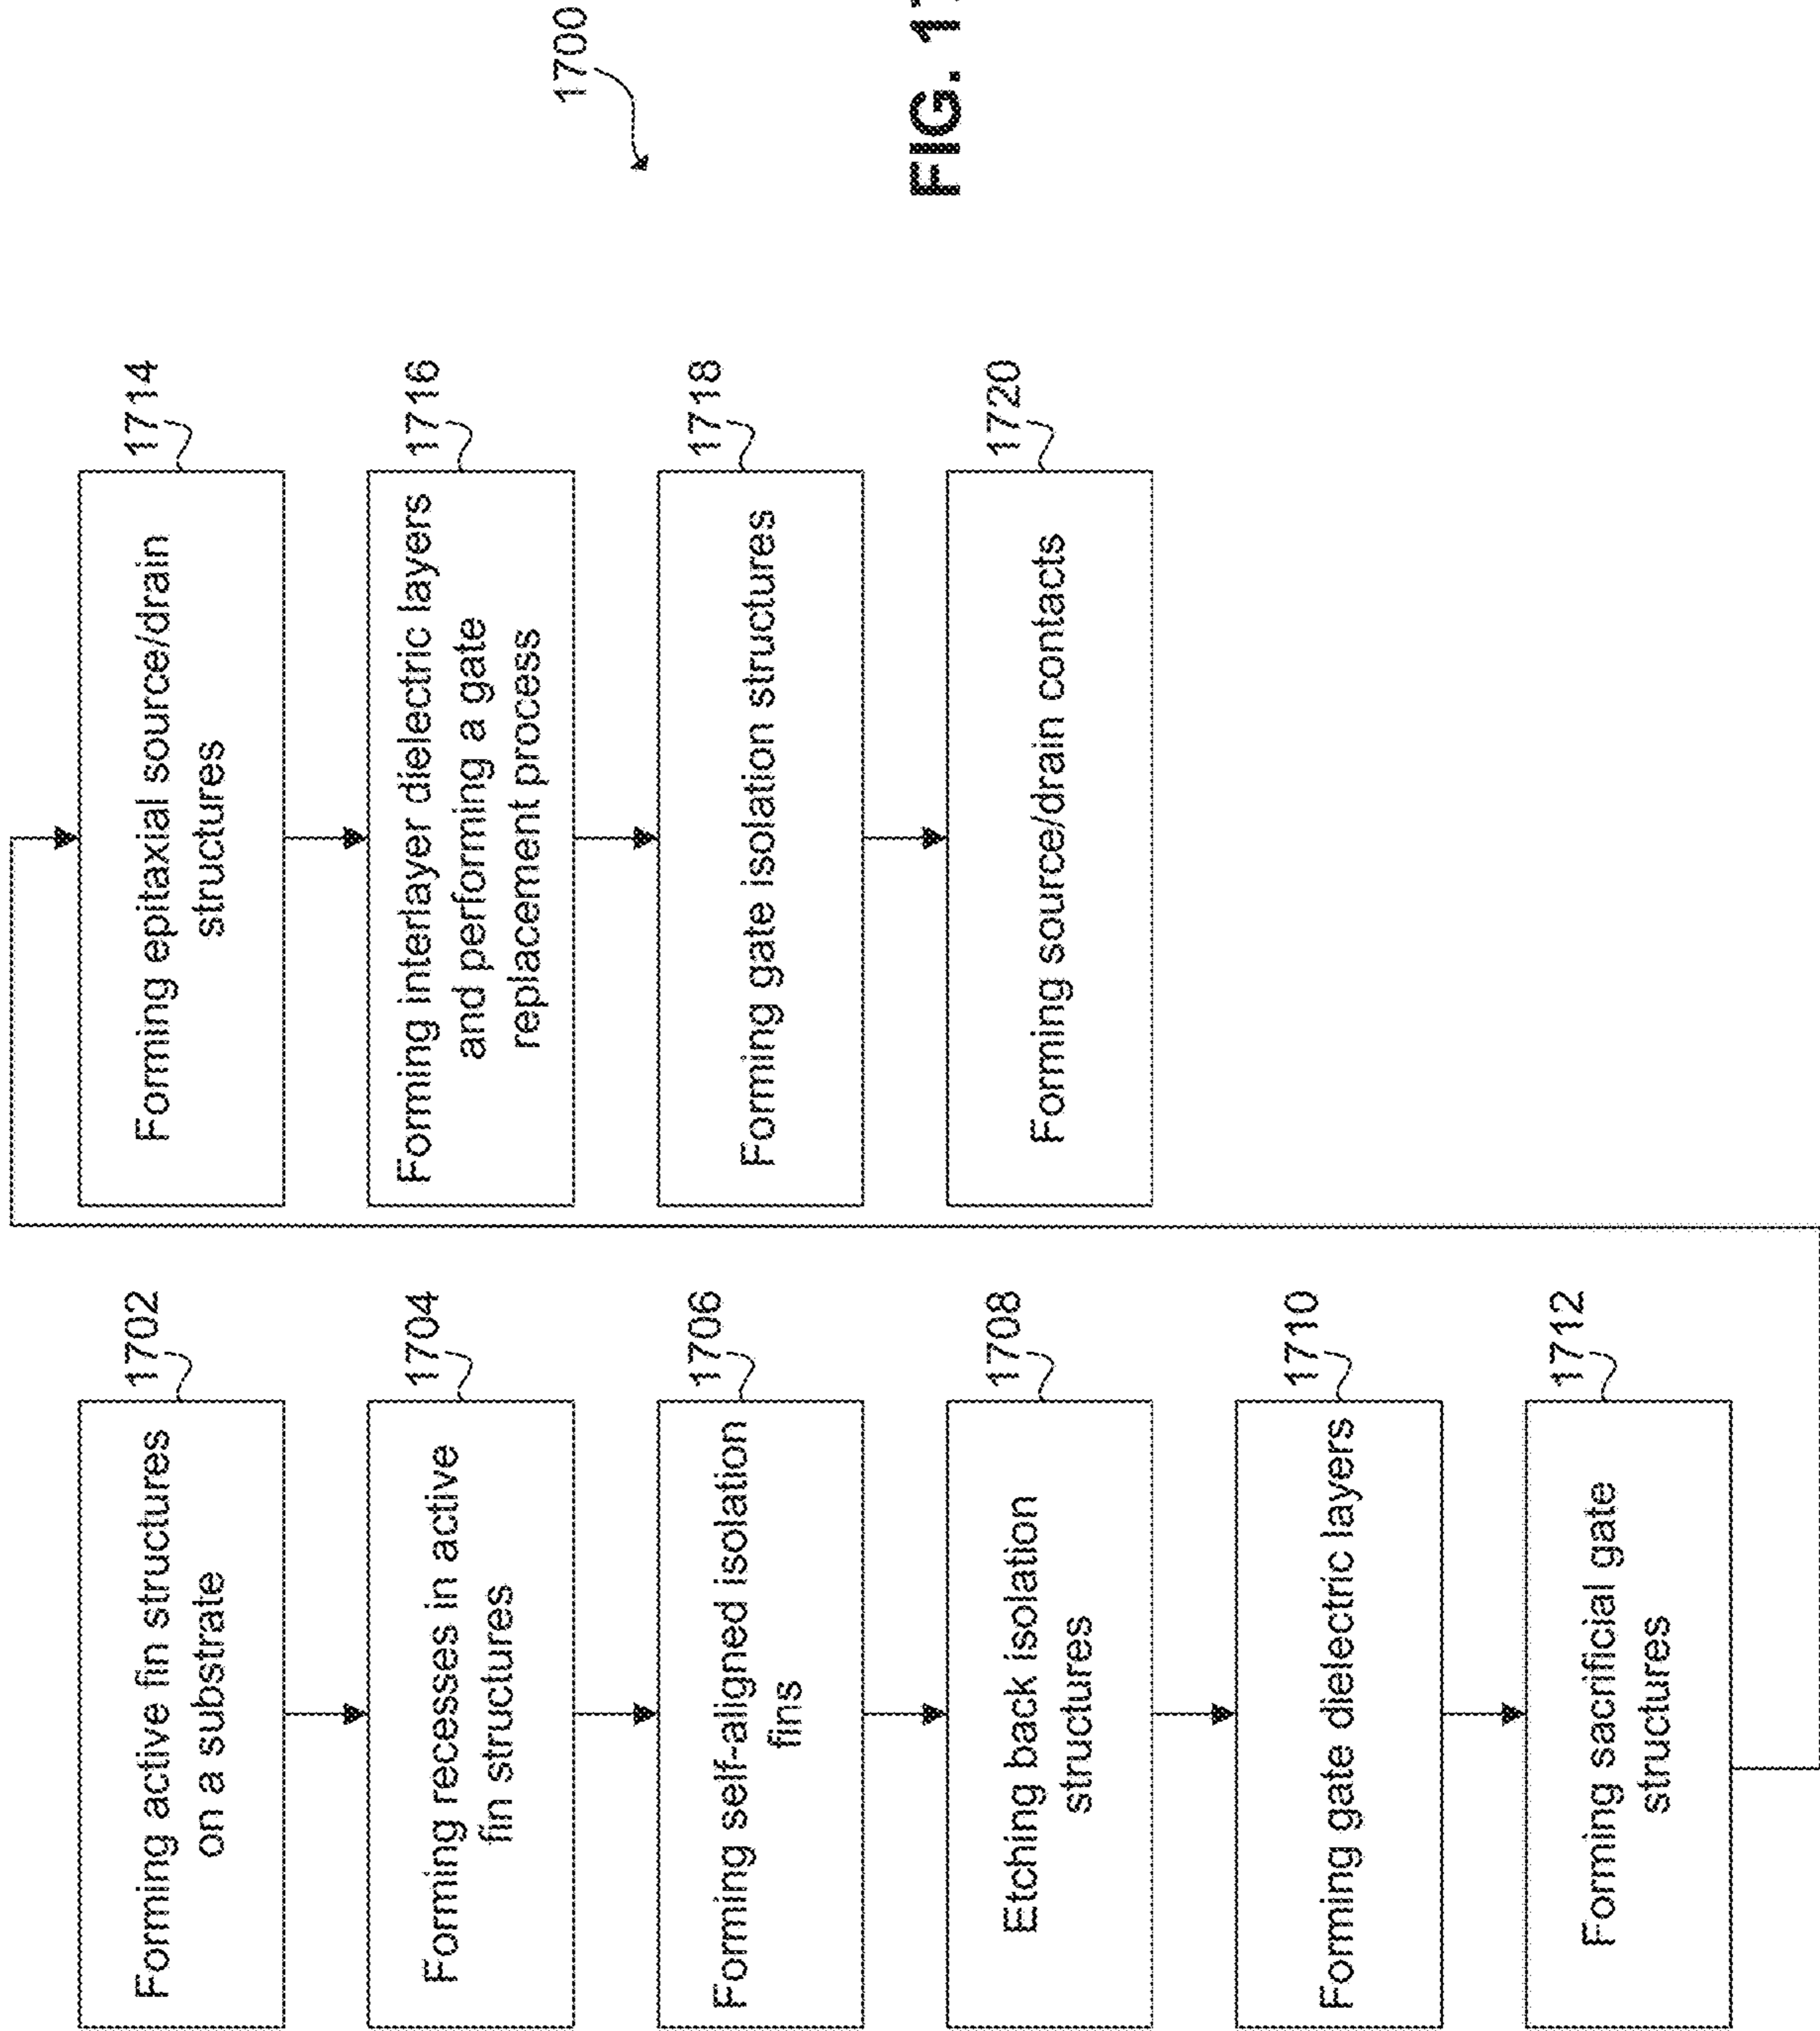 Forming active fin structures
on a substrate
1702
Forming recesses in active
fin structures
1704
Forming self-aligned isolation
fins
1706
Etching back isolation
structures
1708
Forming gate dielectric layers
1710
Forming sacrificial gate
structures
1712
Forming epitaxial source/drain
structures
1714
Forming interlayer dielectric layers
and performing a gate
replacement process
1716
Forming gate isolation structures
1718
Forming source/drain contacts
1720
1700
FIG.